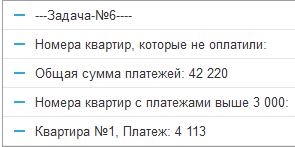 ---Задача-№6----
Номера квартир, которые не оплатили:
Общая сумма платежей: 42 220
Номера квартир с платежами выше 3 000:
Квартира №1, Платеж: 4 113